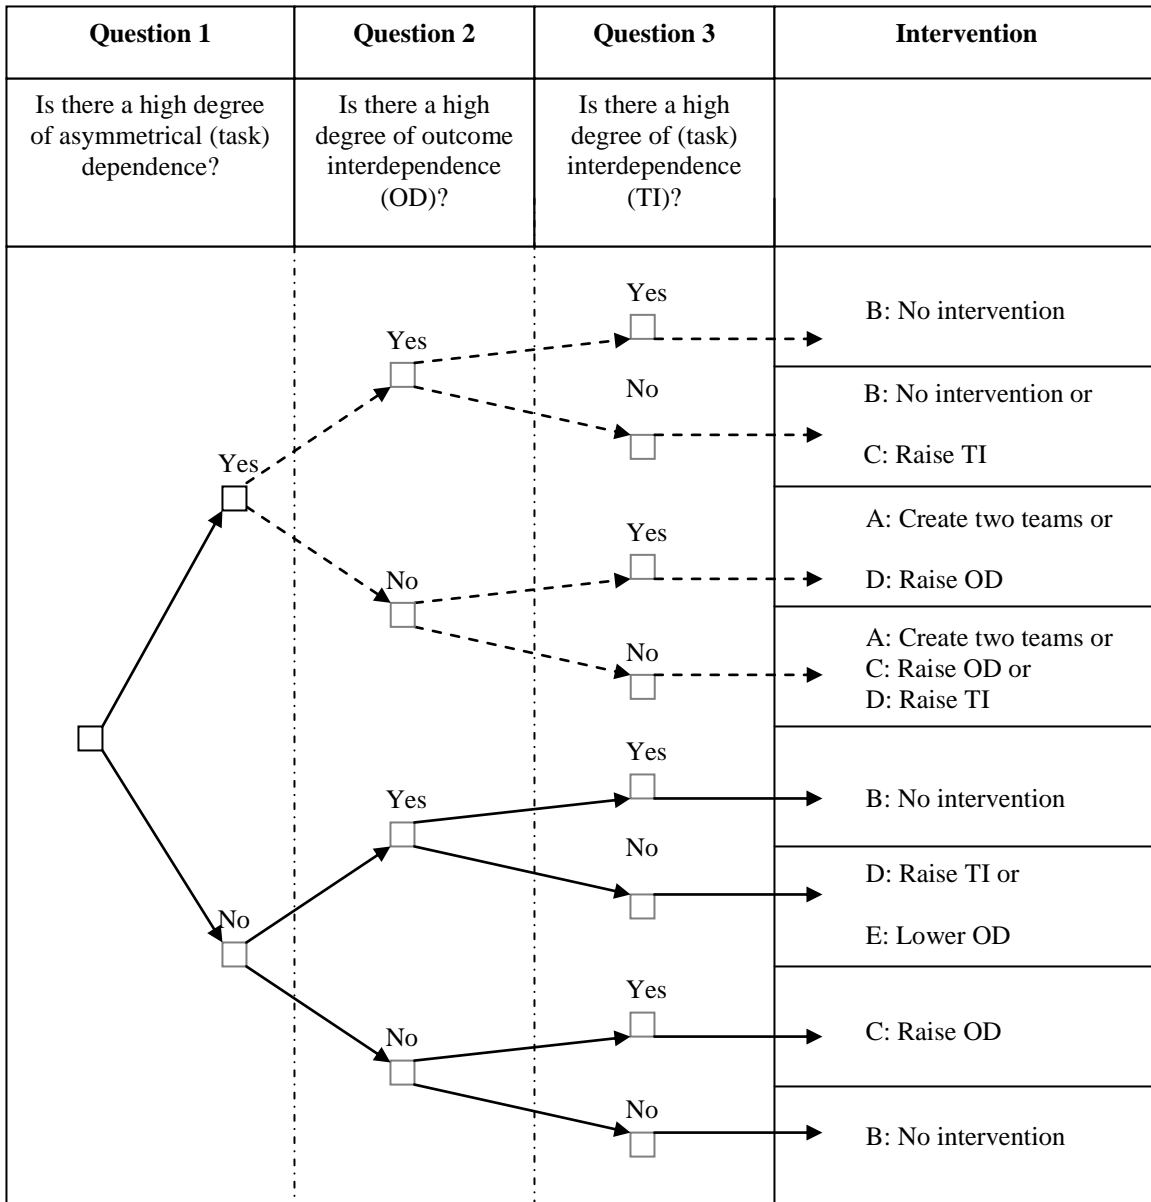 Question 1
Question 2
Question 3
Intervention
Is there a high degree
of asymmetrical (task)
dependence?
Is there a high
degree of outcome
interdependence
(OD)?
Is there a high
degree of (task)
interdependence
(TI)?
Yes
B: No intervention
Yes
No
B: No intervention or
C: Raise TI
Yes
Yes
A: Create two teams or
D: Raise OD
No
No
A: Create two teams or
C: Raise OD or
D: Raise TI
Yes
B: No intervention
Yes
No
D: Raise TI or
E: Lower OD
No
Yes
C: Raise OD
No
No
B: No intervention